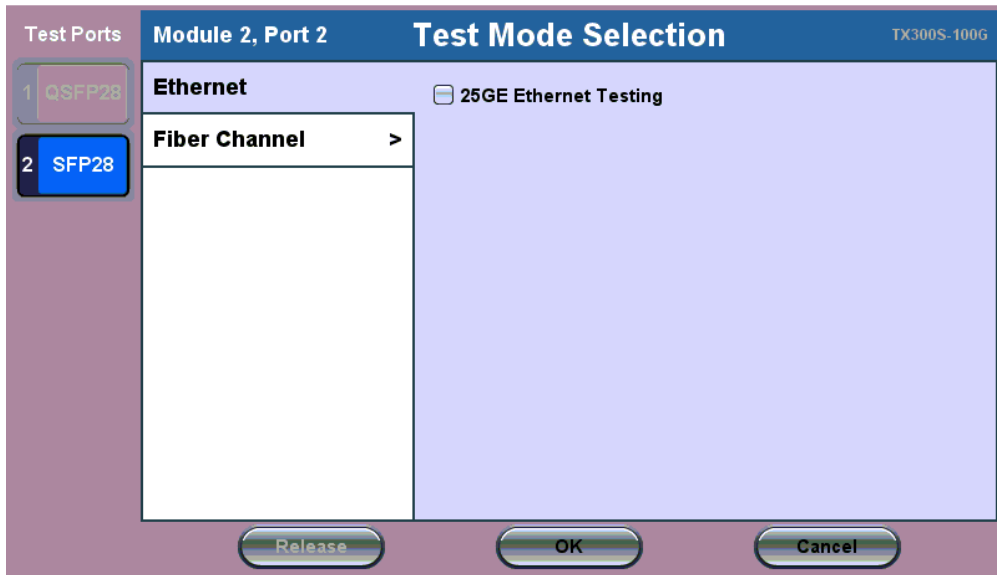 Test Ports
Module 2, Port 2
Test Mode Selection
TX300S-100G
1 QSFP28
2 SFP28
Ethernet
Fiber Channel >
25GE Ethernet Testing
Release
OK
Cancel